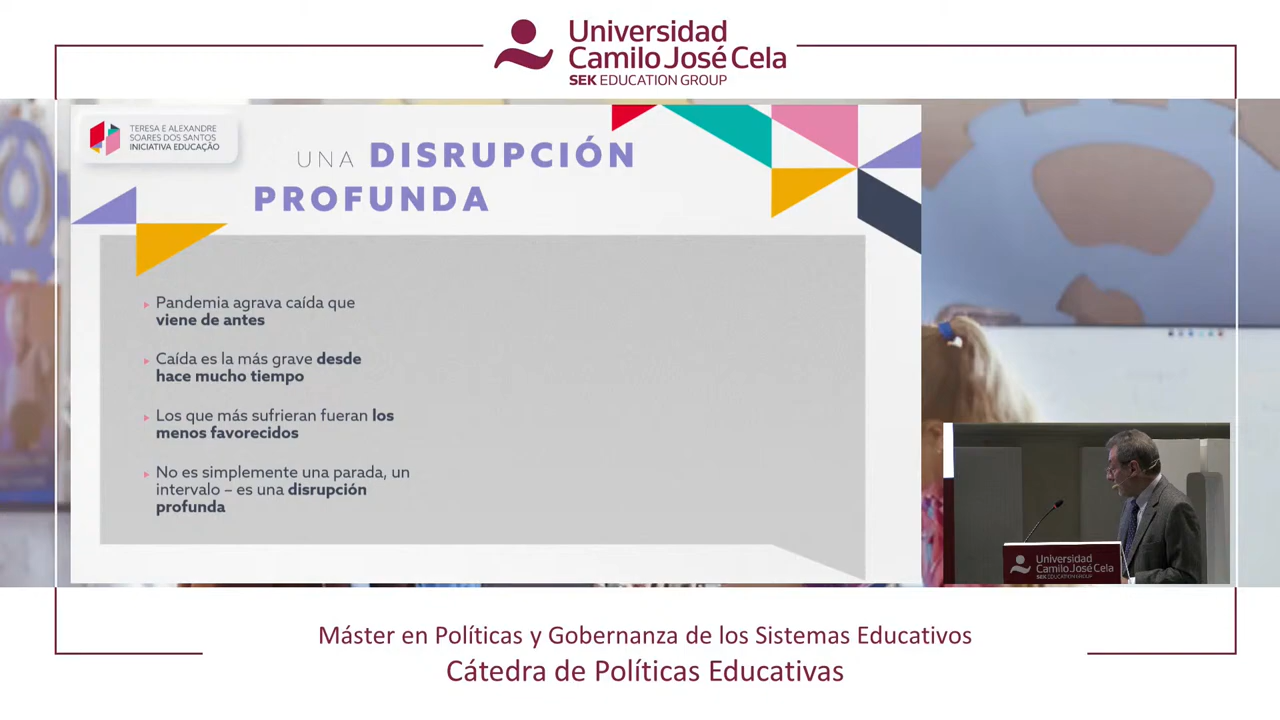 Universidad
Camilo José Cela
SEK EDUCATION GROUP
TERESA E ALEXANDRE
SOARES DOS SANTOS
INICIATIVA EDUCAÇÃO
UNA DISRUPCIÓN
PROFUNDA
Pandemia agrava caída que
viene de antes
Caída es la más grave desde
hace mucho tiempo
Los que más sufrieran fueran los
menos favorecidos
No es simplemente una parada, un
intervalo – es una disrupción
profunda
Universidad
Camilo José Cela
SEK EDUCATION GROUP
Máster en Políticas y Gobernanza de los Sistemas Educativos
Cátedra de Políticas Educativas